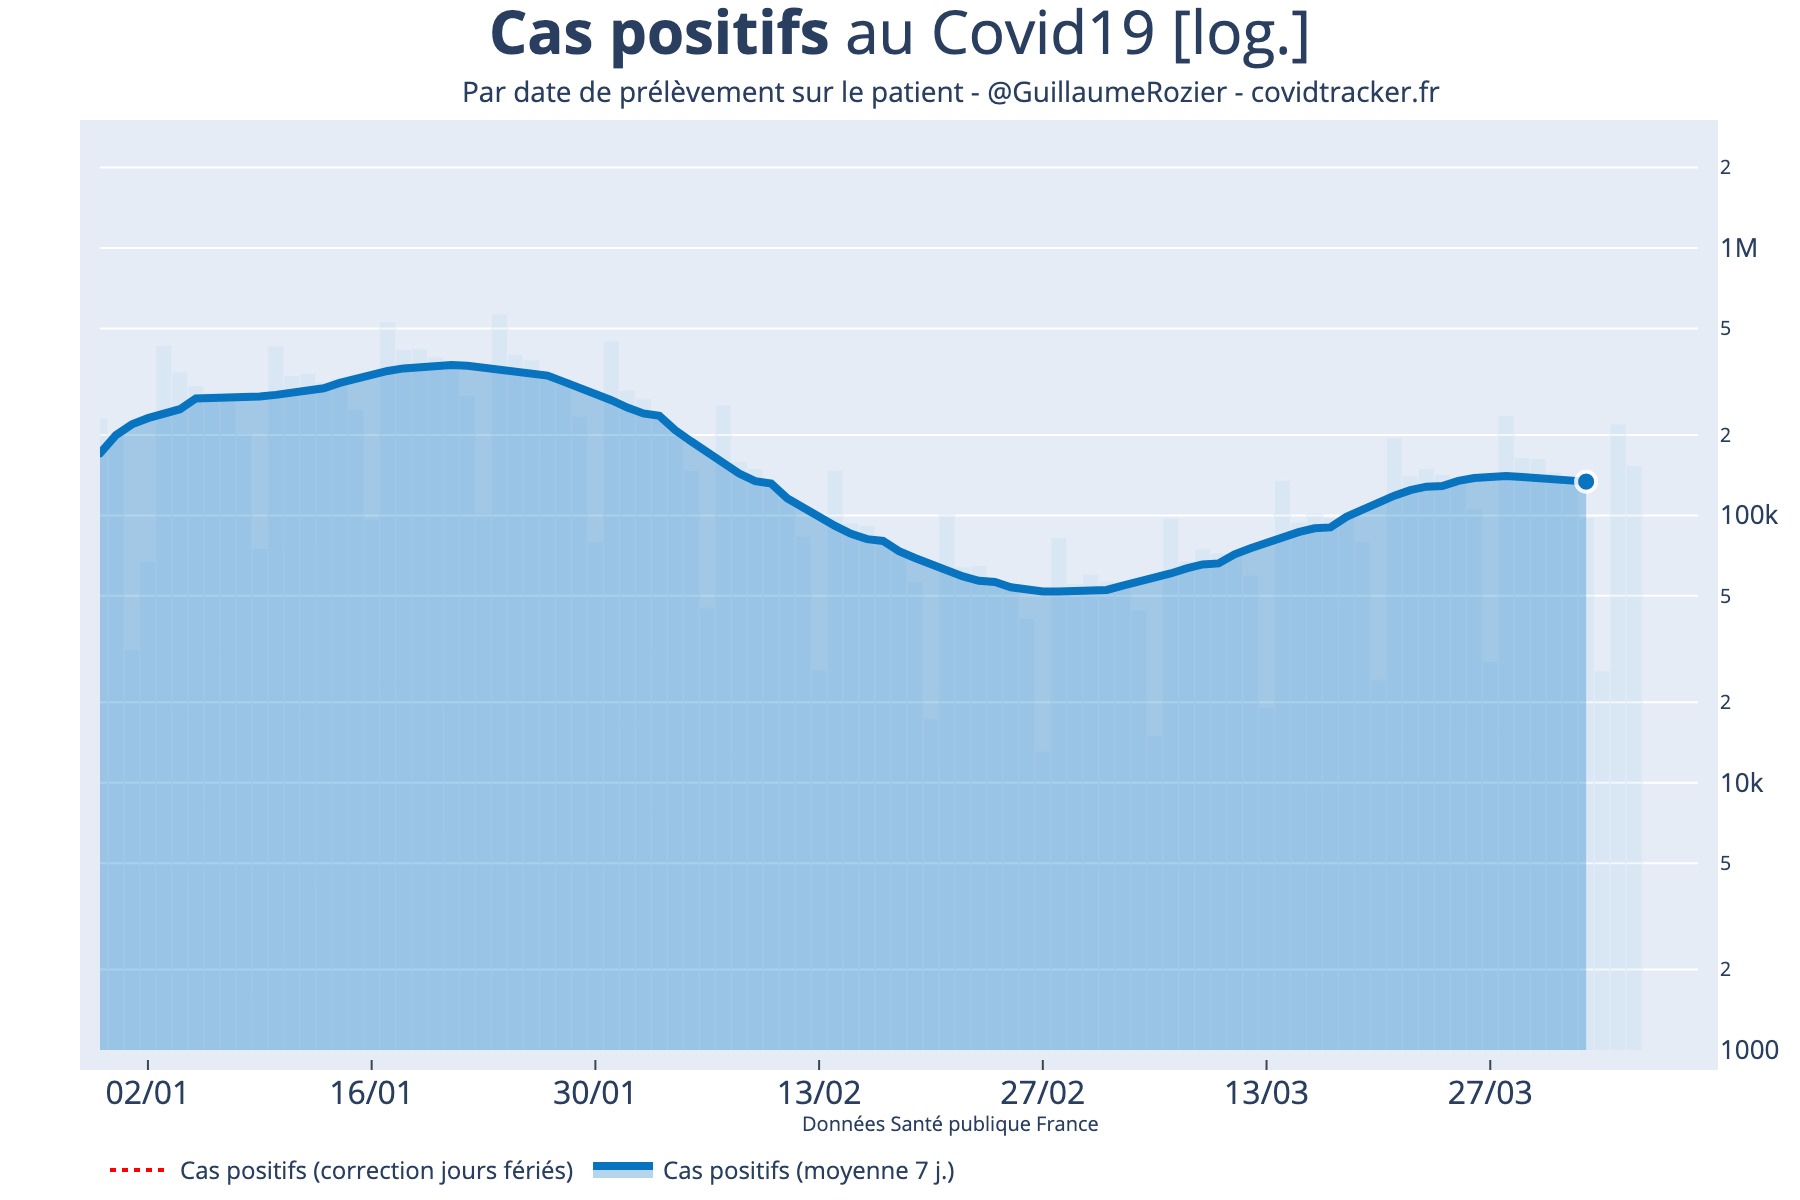 Cas positifs au Covid19 [log.]
Par date de prélèvement sur le patient - @GuillaumeRozier - covidtracker.fr
2
1M
5
2
100k
5
2
10k
5
2
1000
02/01 16/01 30/01 13/02 27/02 13/03 27/03
Données Santé publique France
Cas positifs (correction jours fériés) Cas positifs (moyenne 7 j.)